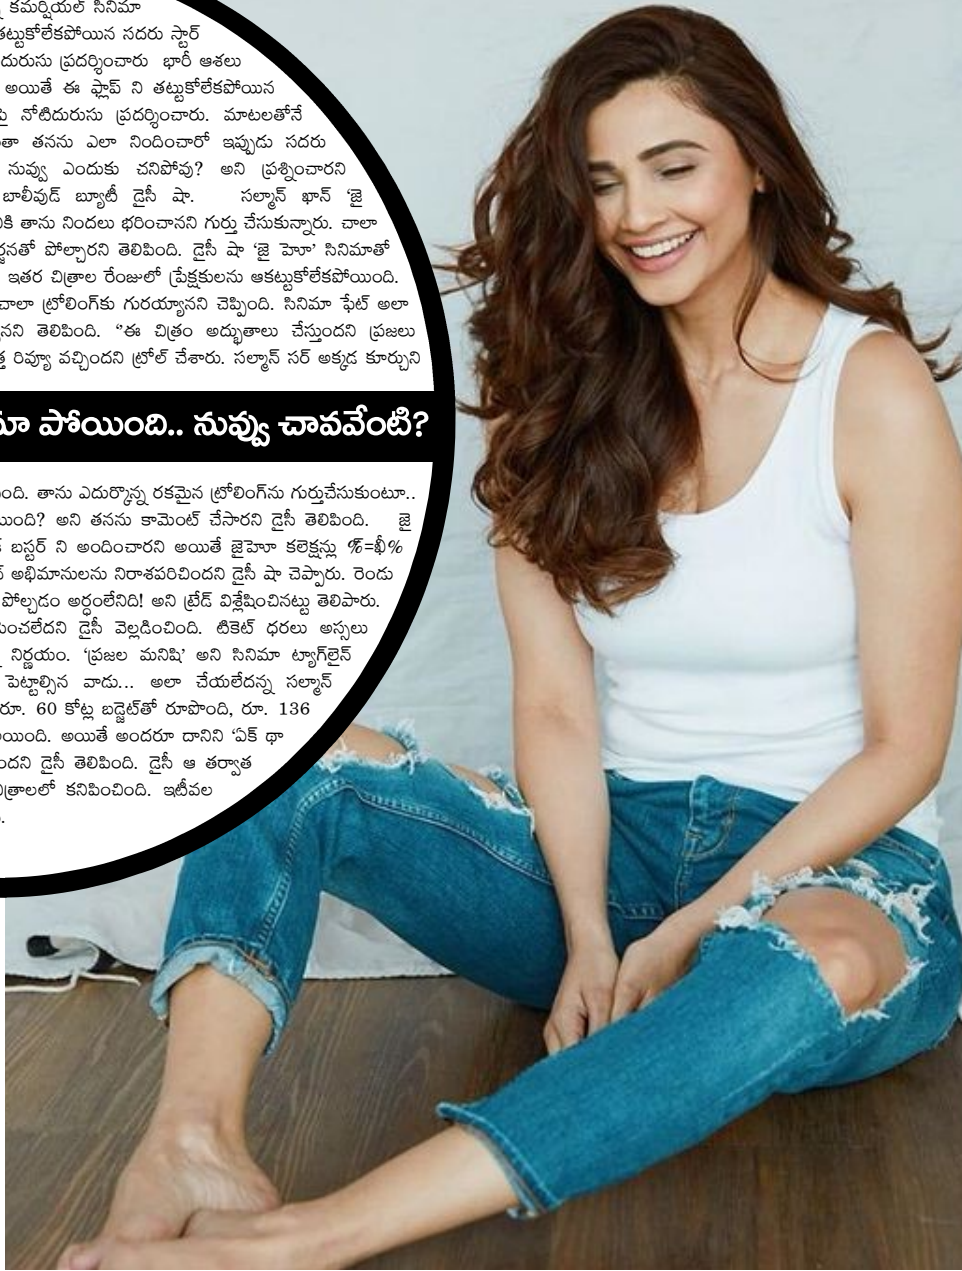 కమర్షియల్ సినిమా
తట్టుకోలేకపోయిన సదరు స్టార్
దురుసు ప్రదర్శించారు భారీ ఆశలు
అయితే ఈ ఫ్లాప్ ని తట్టుకోలేకపోయిన
పై నోటిదురుసు ప్రదర్శించారు. మాటలతోనే
తా తనను ఎలా నిందించారో ఇప్పుడు సదరు
నువ్వు ఎందుకు చనిపోవు? అని ప్రశ్నించారని
బాలీవుడ్ బ్యూటీ డైసీ షా. సల్మాన్ ఖాన్ ‘జై
కి తాను నిందలు భరించానని గుర్తు చేసుకున్నారు. చాలా
ర్జనతో పోల్చారని తెలిపింది. డైసీ షా ‘జై హెూ’ సినిమాతో
ఇతర చిత్రాల రేంజులో ప్రేక్షకులను ఆకట్టుకోలేకపోయింది.
చాలా ట్రోలింగ్‌కు గురయ్యానని చెప్పింది. సినిమా ఫేట్ అలా
నని తెలిపింది. “ఈ చిత్రం అద్భుతాలు చేస్తుందని ప్రజలు
త్త రివ్యూ వచ్చిందని ట్రోల్ చేశారు. సల్మాన్ సర్ అక్కడ కూర్చుని
మా పోయింది.. నువ్వు చావవేంటి?
ంది. తాను ఎదుర్కొన్న రకమైన ట్రోలింగ్‌ను గుర్తుచేసుకుంటూ..
యింది? అని తనను కామెంట్ చేసారని డైసీ తెలిపింది. జై
బస్టర్ ని అందించారని అయితే జైహెూ కలెక్షన్లు %=ఖీ%
అభిమానులను నిరాశపరిచిందని డైసీ షా చెప్పారు. రెండు
పోల్చడం అర్ధంలేనిది! అని ట్రేడ్ విశ్లేషించినట్టు తెలిపారు.
ంచలేదని డైసీ వెల్లడించింది. టికెట్ ధరలు అస్సలు
నిర్ణయం. ‘ప్రజల మనిషి’ అని సినిమా ట్యాగ్‌లైన్
పెట్టాల్సిన వాడు... అలా చేయలేదన్న సల్మాన్
రూ. 60 కోట్ల బడ్జెట్‌తో రూపొంది, రూ. 136
యింది. అయితే అందరూ దానిని ‘ఏక్ థా
ందని డైసీ తెలిపింది. డైసీ ఆ తర్వాత
చిత్రాలలో కనిపించింది. ఇటీవల